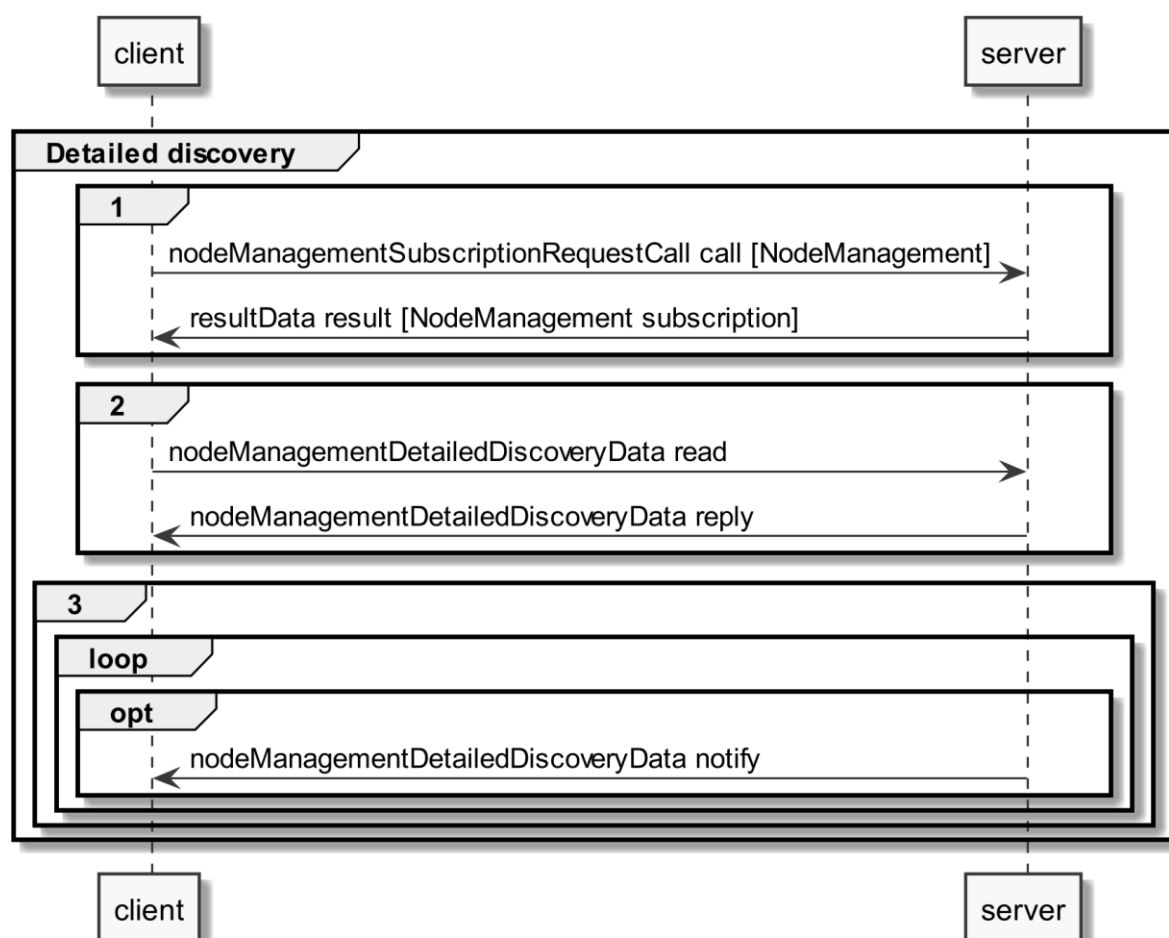 client server
Detailed discovery
1
nodeManagementSubscriptionRequestCall call [NodeManagement]
resultData result [NodeManagement subscription]
2
nodeManagementDetailedDiscoveryData read
nodeManagementDetailedDiscoveryData reply
3
loop
opt
nodeManagementDetailedDiscoveryData notify
client server